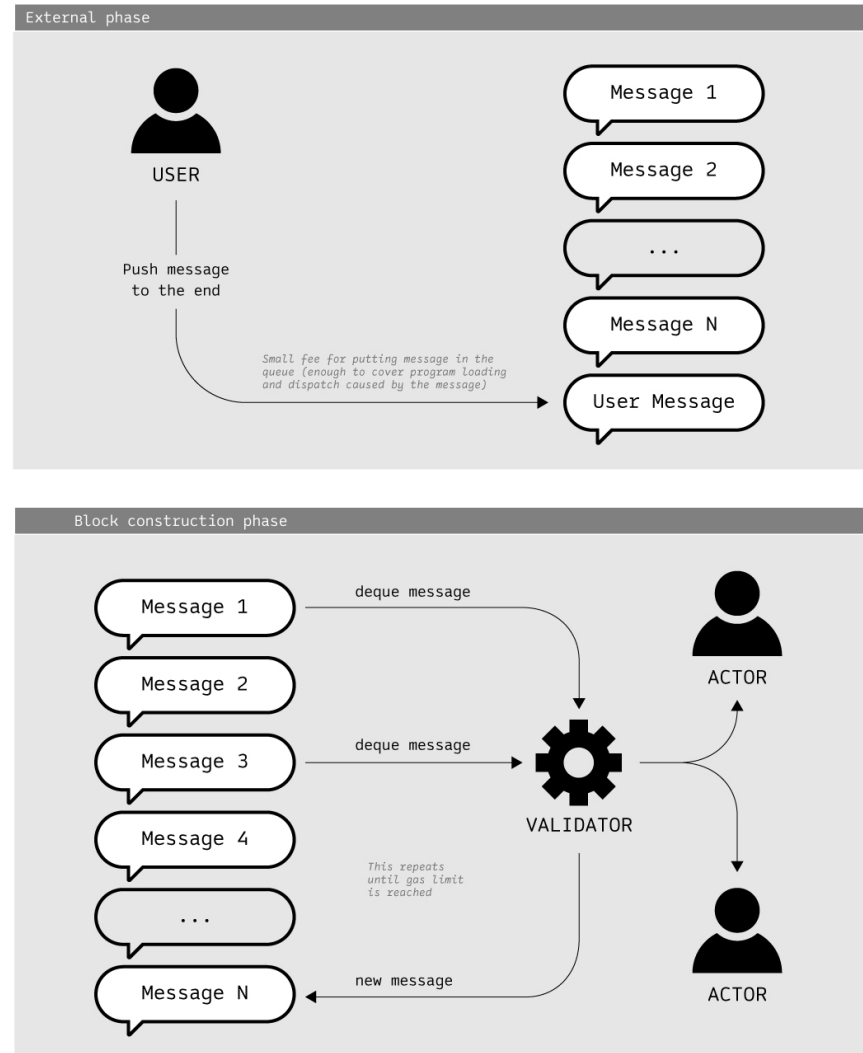 External phase
USER
Push message
to the end
Small fee for putting message in the
queue (enough to cover program loading
and dispatch caused by the message)
Message 1
Message 2
...
Message N
User Message
Block construction phase
Message 1
Message 2
Message 3
Message 4
...
Message N
deque message
deque message
This repeats
until gas limit
is reached
new message
VALIDATOR
ACTOR
ACTOR